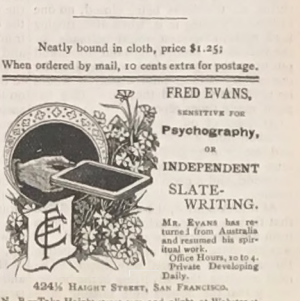 Neatly bound in cloth, price $1.25;
When ordered by mail, 10 cents extra for postage.
FRED EVANS,
SENSITIVE FOR
Psychography,
OR
INDEPENDENT
SLATE-
WRITING.
MR. EVANS has re-
turned from Australia
and resumed his spir-
itual work.
Office Hours, 10 to 4.
Private Developing
Daily.
424½ HAIGHT STREET, SAN FRANCISCO.